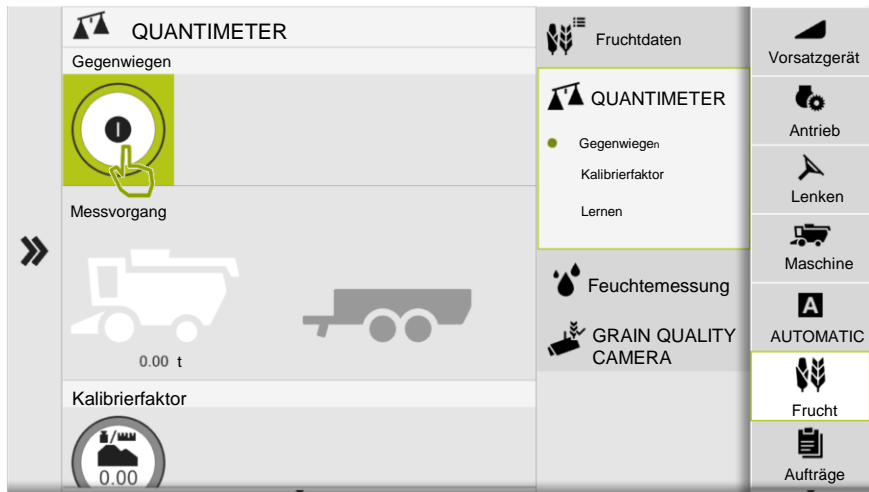 QUANTIMETER
Gegenwiegen
Messvorgang
0.00 t
Kalibrierfaktor
0.00
Fruchtdaten
QUANTIMETER
Gegenwiegen
Kalibrierfaktor
Lernen
Feuchtemessung
GRAIN QUALITY
CAMERA
Vorsatzgerät
Antrieb
Lenken
Maschine
A
AUTOMATIC
Frucht
Aufträge